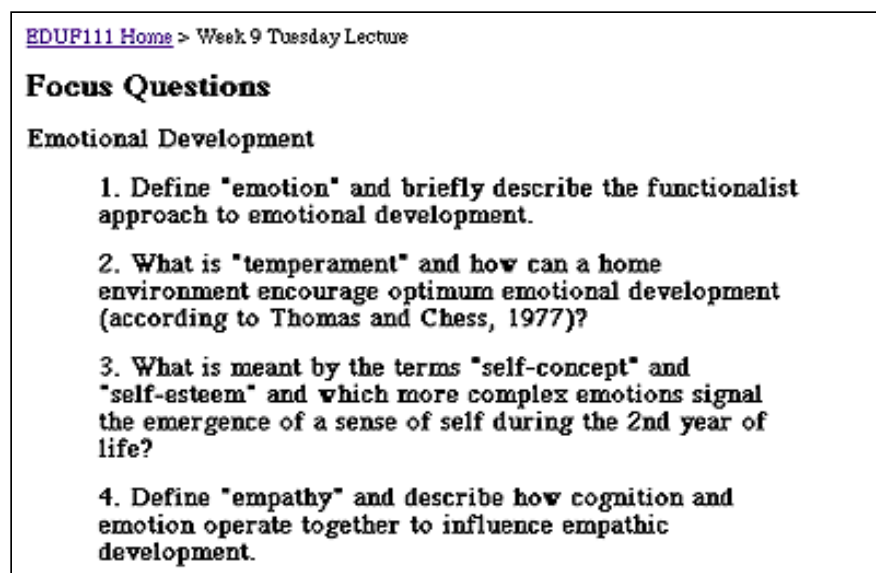 EDUF111 Home > Week 9 Tuesday Lecture
Focus Questions
Emotional Development
1. Define "emotion" and briefly describe the functionalist
approach to emotional development.
2. What is "temperament" and how can a home
environment encourage optimum emotional development
(according to Thomas and Chess, 1977)?
3. What is meant by the terms "self-concept" and
"self-esteem" and which more complex emotions signal
the emergence of a sense of self during the 2nd year of
life?
4. Define "empathy" and describe how cognition and
emotion operate together to influence empathic
development.